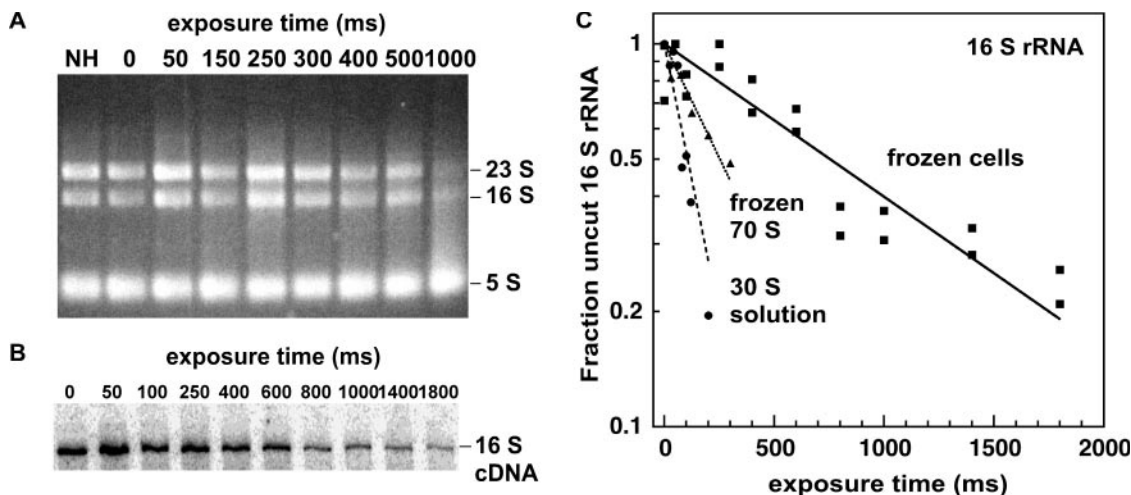 A
exposure time (ms)
NH 0 50 150 250 300 400 500 1000
23 S
16 S
5 S
B
exposure time (ms)
0 50 100 250 400 600 800 1000 1400 1800
16 S
cDNA
C
16 S rRNA
frozen cells
frozen
70 S
30 S
solution
Fraction uncut 16 S rRNA
1
0.5
0.2
0.1
0 500 1000 1500 2000
exposure time (ms)